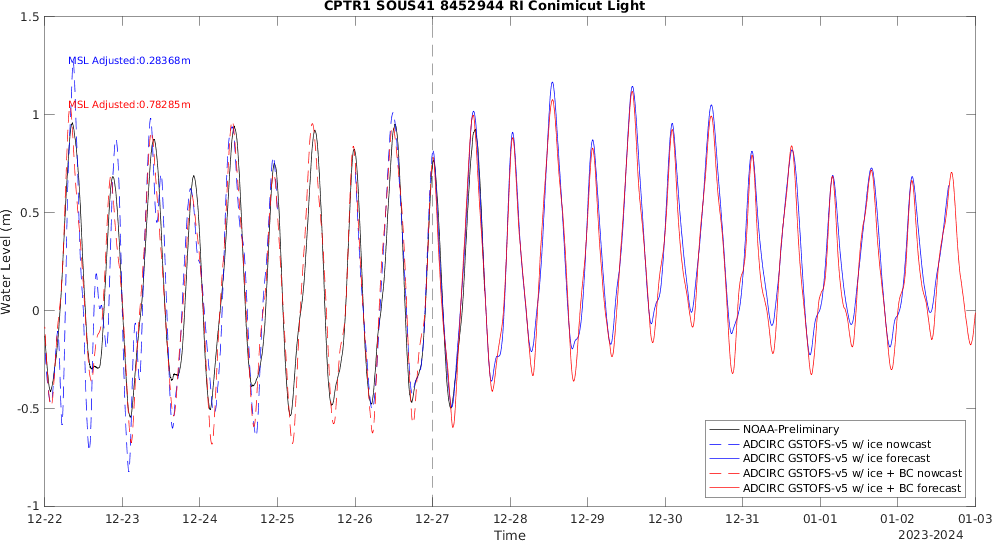 CPTR1 SOUS41 8452944 RI Conimicut Light
1.5
1
0.5
0
-0.5
-1
Water Level (m)
MSL Adjusted:0.28368m
MSL Adjusted:0.78285m
NOAA-Preliminary
ADCIRC GSTOFS-v5 w/ ice nowcast
ADCIRC GSTOFS-v5 w/ ice forecast
ADCIRC GSTOFS-v5 w/ ice + BC nowcast
ADCIRC GSTOFS-v5 w/ ice + BC forecast
12-22 12-23 12-24 12-25 12-26 12-27 12-28 12-29 12-30 12-31 01-01 01-02 01-03
Time
2023-2024